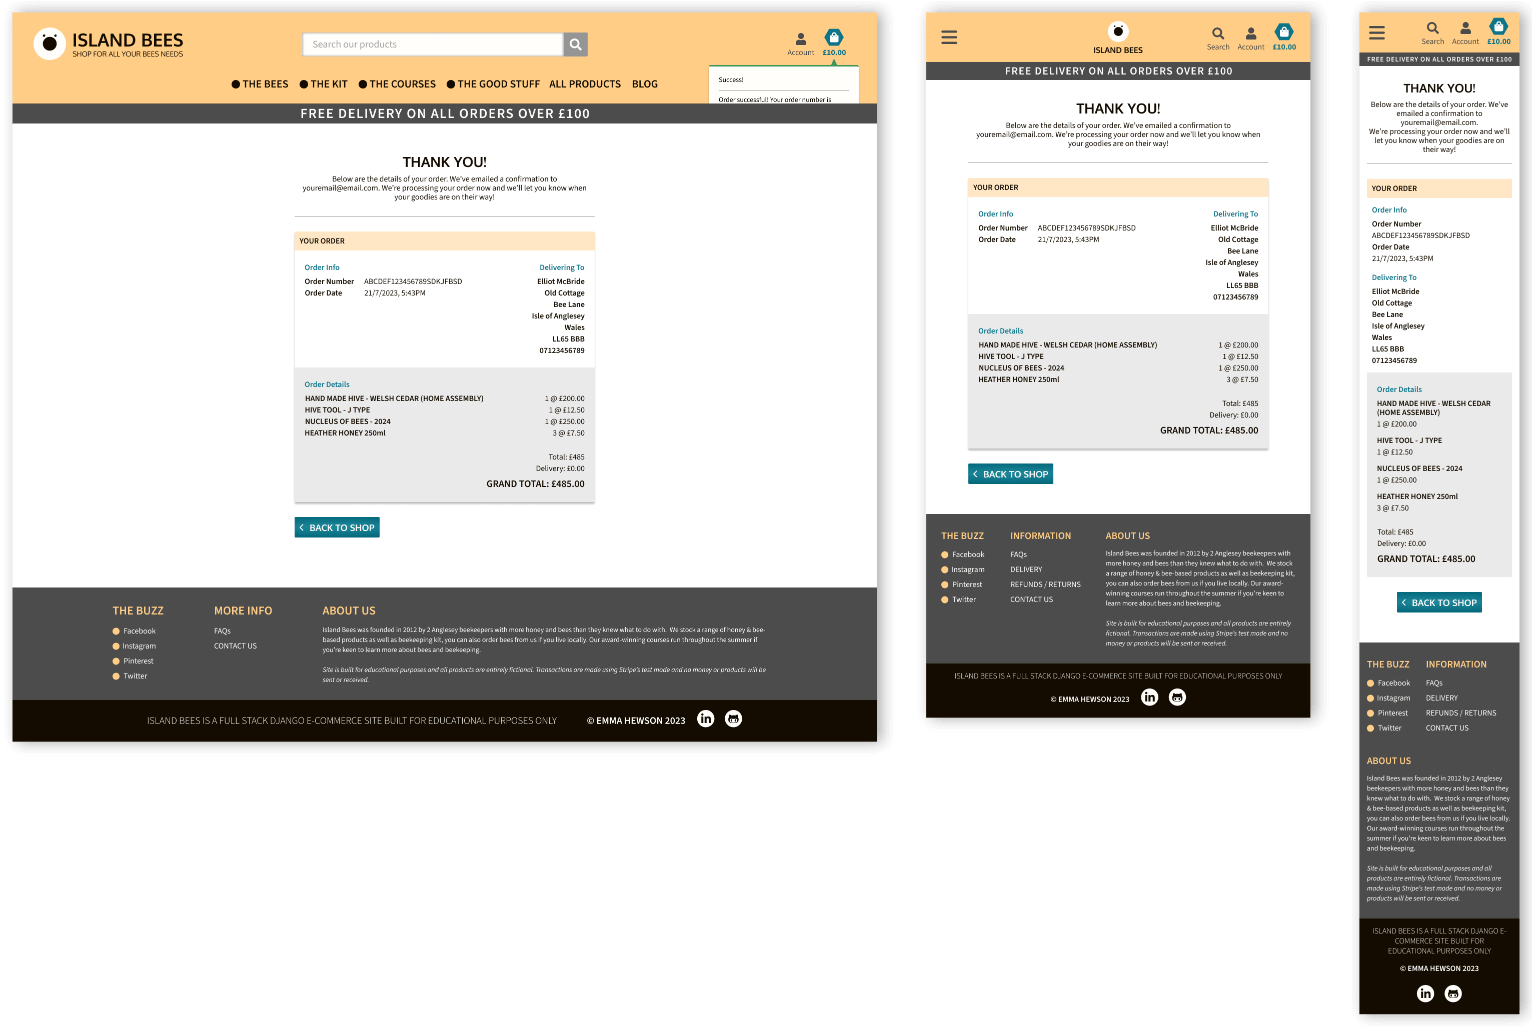 ISLAND BEES
SHOP FOR ALL YOUR BEES NEEDS
Search our products
Account
£10.00
THE BEES
THE KIT
THE COURSES
THE GOOD STUFF
ALL PRODUCTS
BLOG
Success!
Order successful! Your order number is
FREE DELIVERY ON ALL ORDERS OVER £100
THANK YOU!
Below are the details of your order. We've emailed a confirmation to
youremail@email.com. We're processing your order now and we'll let you know when
your goodies are on their way!
YOUR ORDER
Order Info
Order Number ABCDEF123456789SDKJFBSD
Order Date 21/7/2023, 5:43PM
Delivering To
Elliot McBride
Old Cottage
Bee Lane
Isle of Anglesey
Wales
LL65 BBB
07123456789
Order Details
HAND MADE HIVE - WELSH CEDAR (HOME ASSEMBLY) 1 @ £200.00
HIVE TOOL - J TYPE 1 @ £12.50
NUCLEUS OF BEES - 2024 1 @ £250.00
HEATHER HONEY 250ml 3 @ £7.50
Total: £485
Delivery: £0.00
GRAND TOTAL: £485.00
BACK TO SHOP
THE BUZZ
Facebook
Instagram
Pinterest
Twitter
MORE INFO
FAQs
CONTACT US
ABOUT US
Island Bees was founded in 2012 by 2 Anglesey beekeepers with more honey and bees than they knew what to do with. We stock a range of honey & bee-
based products as well as beekeeping kit, you can also order bees from us if you live locally. Our award-winning courses run throughout the summer if
you're keen to learn more about bees and beekeeping.
Site is built for educational purposes and all products are entirely fictional. Transactions are made using Stripe's test mode and no money or products will be
sent or received.
ISLAND BEES IS A FULL STACK DJANGO E-COMMERCE SITE BUILT FOR EDUCATIONAL PURPOSES ONLY
© EMMA HEWSON 2023
in
ISLAND BEES
Search
Account
£10.00
FREE DELIVERY ON ALL ORDERS OVER £100
THANK YOU!
Below are the details of your order. We've emailed a confirmation to
youremail@email.com. We're processing your order now and we'll let you know when
your goodies are on their way!
YOUR ORDER
Order Info
Order Number ABCDEF123456789SDKJFBSD
Order Date 21/7/2023, 5:43PM
Delivering To
Elliot McBride
Old Cottage
Bee Lane
Isle of Anglesey
Wales
LL65 BBB
07123456789
Order Details
HAND MADE HIVE - WELSH CEDAR (HOME ASSEMBLY) 1 @ £200.00
HIVE TOOL - J TYPE 1 @ £12.50
NUCLEUS OF BEES - 2024 1 @ £250.00
HEATHER HONEY 250ml 3 @ £7.50
Total: £485
Delivery: £0.00
GRAND TOTAL: £485.00
BACK TO SHOP
THE BUZZ
Facebook
Instagram
Pinterest
Twitter
INFORMATION
FAQs
DELIVERY
REFUNDS / RETURNS
CONTACT US
ABOUT US
Island Bees was founded in 2012 by 2 Anglesey beekeepers with
more honey and bees than they knew what to do with. We stock
a range of honey & bee-based products as well as beekeeping kit,
you can also order bees from us if you live locally. Our award-
winning courses run throughout the summer if you're keen to
learn more about bees and beekeeping.
Site is built for educational purposes and all products are entirely
fictional. Transactions are made using Stripe's test mode and no
money or products will be sent or received.
ISLAND BEES IS A FULL STACK DJANGO E-COMMERCE SITE BUILT FOR EDUCATIONAL PURPOSES ONLY
© EMMA HEWSON 2023
in
Search
Account
£10.00
FREE DELIVERY ON ALL ORDERS OVER £100
THANK YOU!
Below are the details of your order. We've
emailed a confirmation to
youremail@email.com.
We're processing your order now and we'll
let you know when your goodies are on
their way!
YOUR ORDER
Order Info
Order Number
ABCDEF123456789SDKJFBSD
Order Date
21/7/2023, 5:43PM
Delivering To
Elliot McBride
Old Cottage
Bee Lane
Isle of Anglesey
Wales
LL65 BBB
07123456789
Order Details
HAND MADE HIVE - WELSH CEDAR
(HOME ASSEMBLY)
1 @ £200.00
HIVE TOOL - J TYPE
1 @ £12.50
NUCLEUS OF BEES - 2024
1 @ £250.00
HEATHER HONEY 250ml
3 @ £7.50
Total: £485
Delivery: £0.00
GRAND TOTAL: £485.00
BACK TO SHOP
THE BUZZ
Facebook
Instagram
Pinterest
Twitter
INFORMATION
FAQs
DELIVERY
REFUNDS / RETURNS
CONTACT US
ABOUT US
Island Bees was founded in 2012 by 2 Anglesey
beekeepers with more honey and bees than they
knew what to do with. We stock a range of honey
& bee-based products as well as beekeeping kit,
you can also order bees from us if you live locally.
Our award-winning courses run throughout the
summer if you're keen to learn more about bees
and beekeeping.
Site is built for educational purposes and all
products are entirely fictional. Transactions are
made using Stripe's test mode and no money or
products will be sent or received.
ISLAND BEES IS A FULL STACK DJANGO E-
COMMERCE SITE BUILT FOR
EDUCATIONAL PURPOSES ONLY
© EMMA HEWSON 2023
in